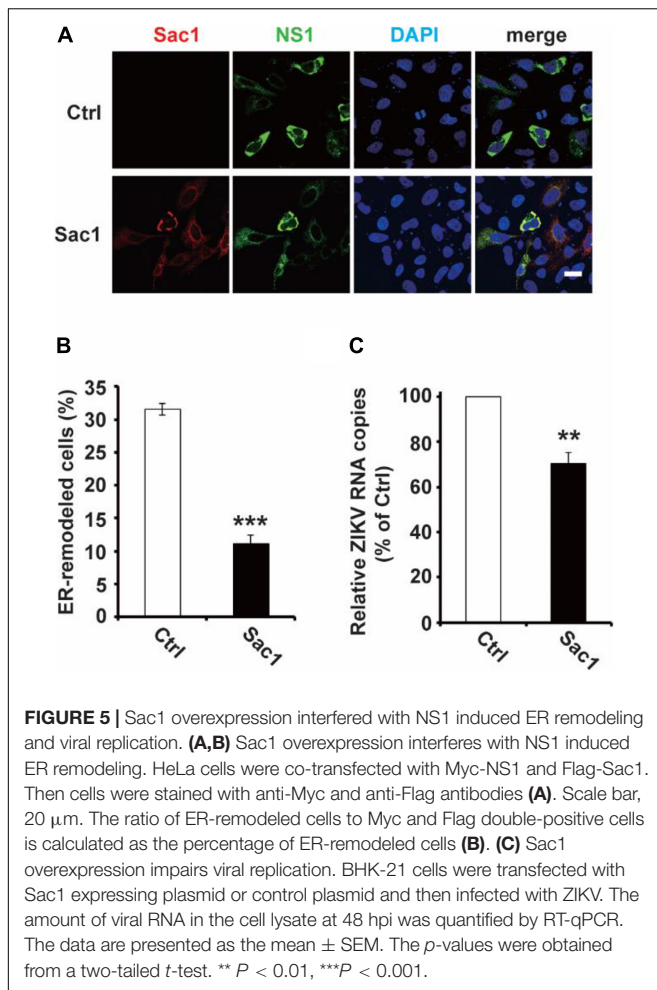 A
Sac1 NS1 DAPI merge
Ctrl
Sac1
B
ER-remodeled cells (%)
35
30
25
20
15
10
5
0
***
Ctrl Sac1
C
Relative ZIKV RNA copies
(% of Ctrl)
100
80
60
40
20
0
**
Ctrl Sac1
FIGURE 5 | Sac1 overexpression interfered with NS1 induced ER remodeling
and viral replication. (A,B) Sac1 overexpression interferes with NS1 induced
ER remodeling. HeLa cells were co-transfected with Myc-NS1 and Flag-Sac1.
Then cells were stained with anti-Myc and anti-Flag antibodies (A). Scale bar,
20 μm. The ratio of ER-remodeled cells to Myc and Flag double-positive cells
is calculated as the percentage of ER-remodeled cells (B). (C) Sac1
overexpression impairs viral replication. BHK-21 cells were transfected with
Sac1 expressing plasmid or control plasmid and then infected with ZIKV. The
amount of viral RNA in the cell lysate at 48 hpi was quantified by RT-qPCR.
The data are presented as the mean ± SEM. The p-values were obtained
from a two-tailed t-test. ** P < 0.01, ***P < 0.001.